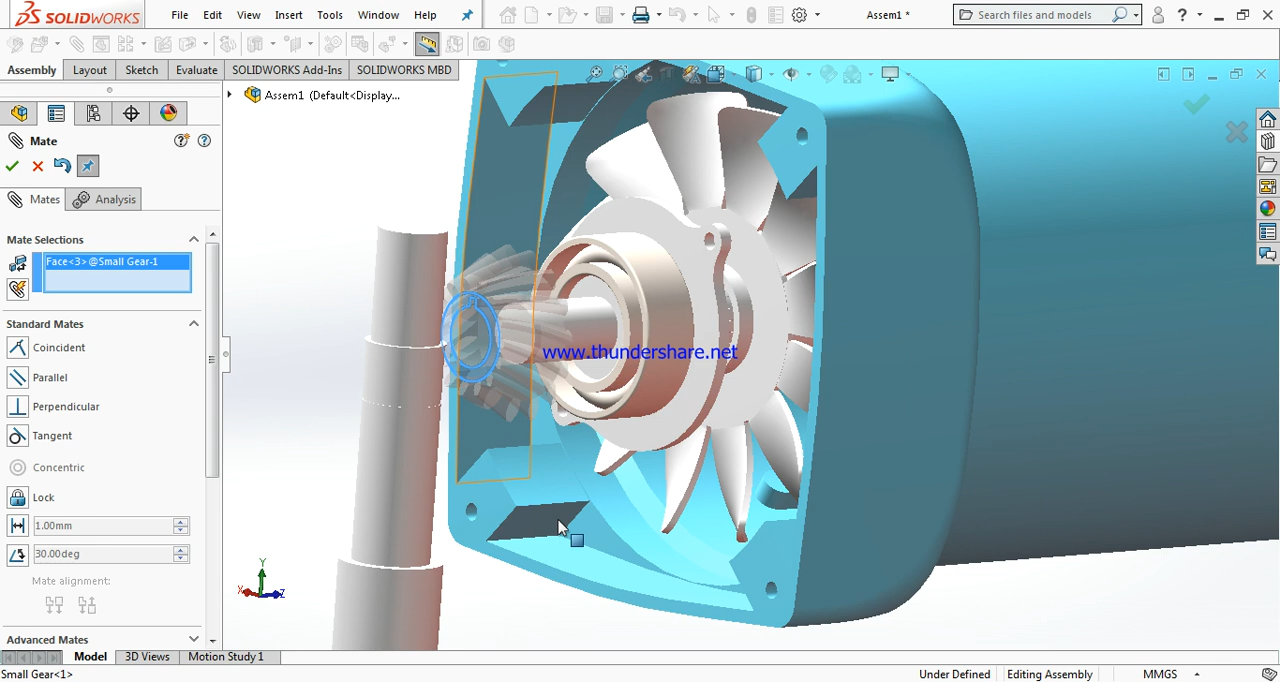 SOLIDWORKS
File Edit View Insert Tools Window Help
Assem1 *
Search files and models
?
Assembly Layout Sketch Evaluate SOLIDWORKS Add-Ins SOLIDWORKS MBD
Assem1 (Default<Display...
Mate
Mates Analysis
Mate Selections
Face<3>@Small Gear-1
Standard Mates
Coincident
Parallel
Perpendicular
Tangent
Concentric
Lock
1.00mm
30.00deg
Mate alignment:
Advanced Mates
www.thundershare.net
Y
X
Z
Model 3D Views Motion Study 1
Small Gear<1>
Under Defined Editing Assembly MMGS